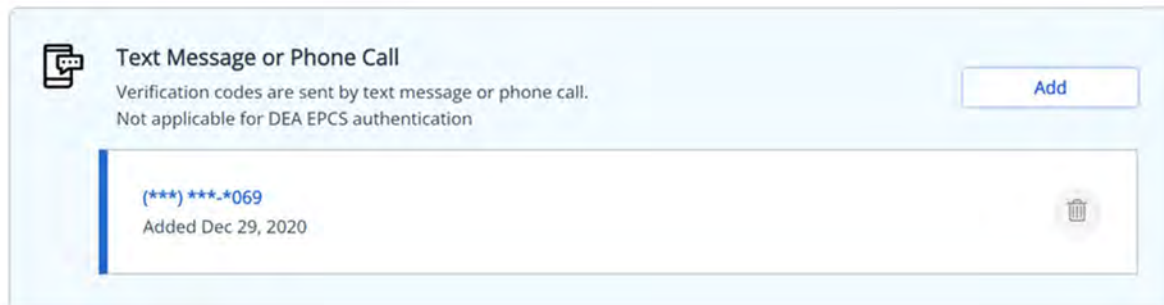 Text Message or Phone Call
Verification codes are sent by text message or phone call.
Not applicable for DEA EPCS authentication
Add
(***) ***-*069
Added Dec 29, 2020